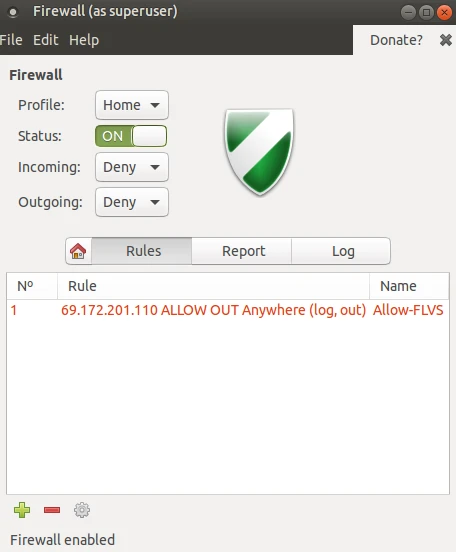 Firewall (as superuser)
File Edit Help
Donate?
Firewall
Profile: Home
Status: ON
Incoming: Deny
Outgoing: Deny
Rules Report Log
Nº Rule Name
1 69.172.201.110 ALLOW OUT Anywhere (log, out) Allow-FLVS
Firewall enabled